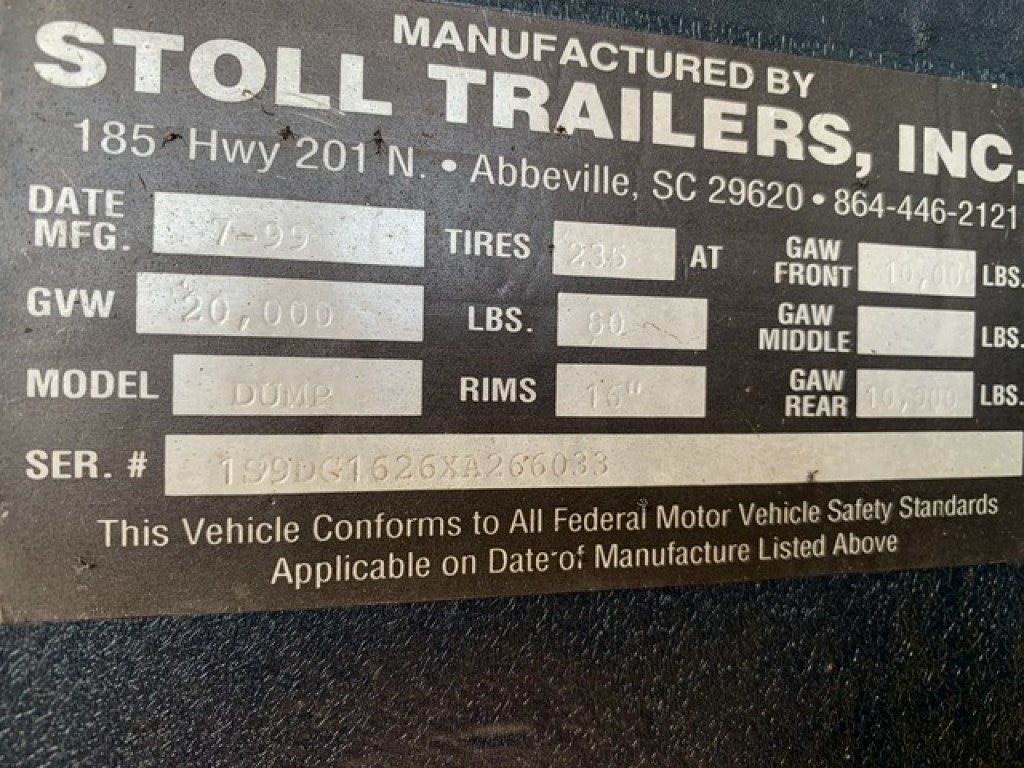 MANUFACTURED BY
STOLL TRAILERS, INC.
185 Hwy 201 N. • Abbeville, SC 29620 • 864-446-2121
DATE MFG. 7-99 TIRES 235 AT GAW FRONT 10,000 LBS.
GVW 20,000 LBS. 80 GAW MIDDLE LBS.
MODEL DUMP RIMS 16" GAW REAR 10,000 LBS.
SER. # 1S9DG1626XA266033
This Vehicle Conforms to All Federal Motor Vehicle Safety Standards
Applicable on Date of Manufacture Listed Above